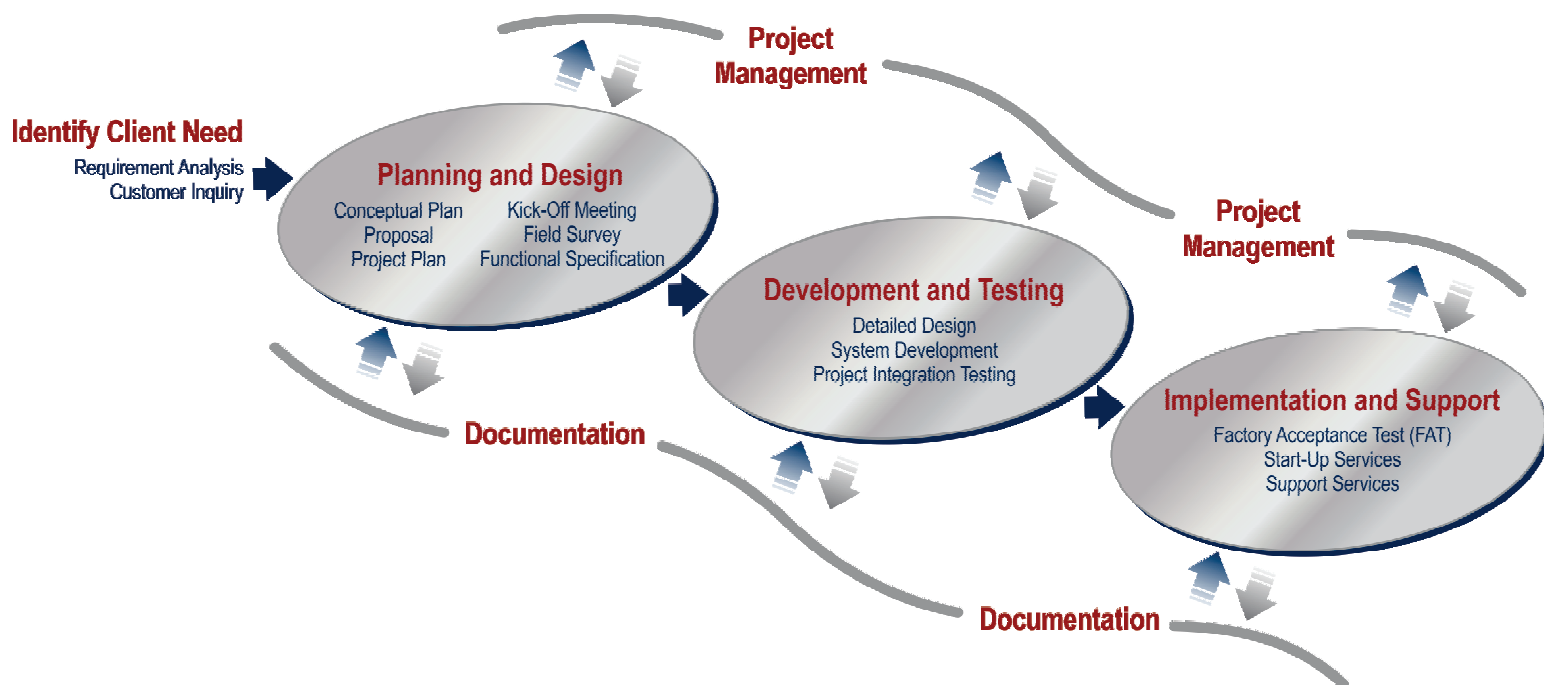 Project
Management
Identify Client Need
Requirement Analysis
Customer Inquiry
Planning and Design
Conceptual Plan
Proposal
Project Plan
Kick-Off Meeting
Field Survey
Functional Specification
Project
Management
Development and Testing
Detailed Design
System Development
Project Integration Testing
Implementation and Support
Factory Acceptance Test (FAT)
Start-Up Services
Support Services
Documentation
Documentation